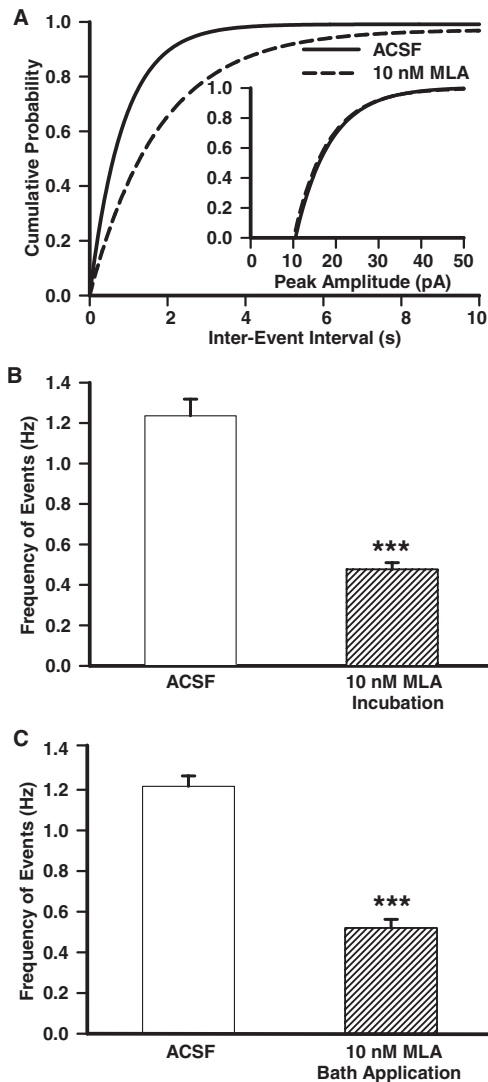 A
Cumulative Probability
1.0
0.8
0.6
0.4
0.2
0.0
ACSF
10 nM MLA
1.0
0.8
0.6
0.4
0.2
0.0
0 10 20 30 40 50
Peak Amplitude (pA)
0 2 4 6 8 10
Inter-Event Interval (s)
B
Frequency of Events (Hz)
1.4
1.2
1.0
0.8
0.6
0.4
0.2
0.0
***
ACSF
10 nM MLA
Incubation
C
Frequency of Events (Hz)
1.4
1.2
1.0
0.8
0.6
0.4
0.2
0.0
***
ACSF
10 nM MLA
Bath Application